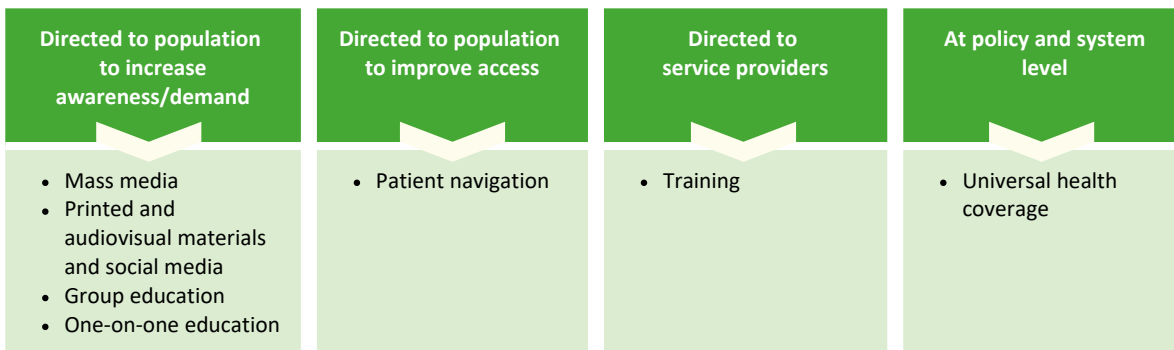 Directed to population
to increase
awareness/demand
• Mass media
• Printed and
audiovisual materials
and social media
• Group education
• One-on-one education
Directed to population
to improve access
• Patient navigation
Directed to
service providers
• Training
At policy and system
level
• Universal health
coverage